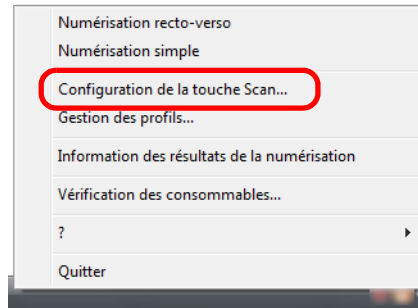 Numérisation recto-verso
Numérisation simple
Configuration de la touche Scan...
Gestion des profils...
Information des résultats de la numérisation
Vérification des consommables...
?
Quitter